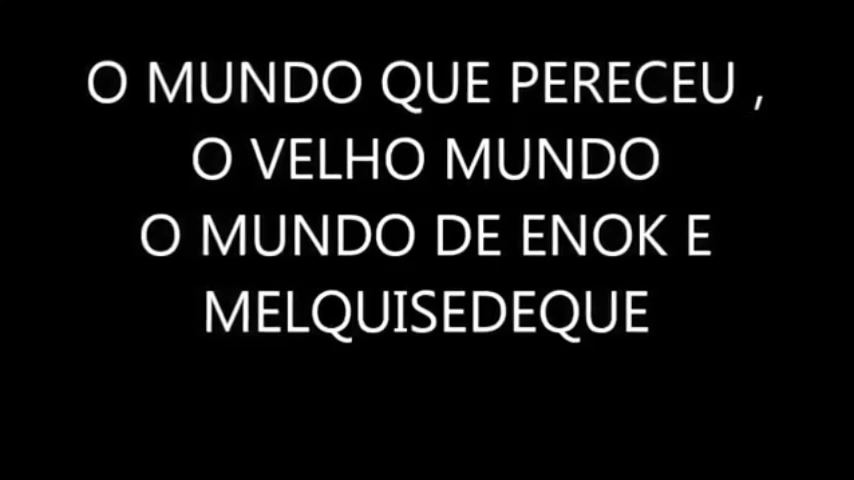 O MUNDO QUE PERECEU ,
O VELHO MUNDO
O MUNDO DE ENOK E
MELQUISEDEQUE